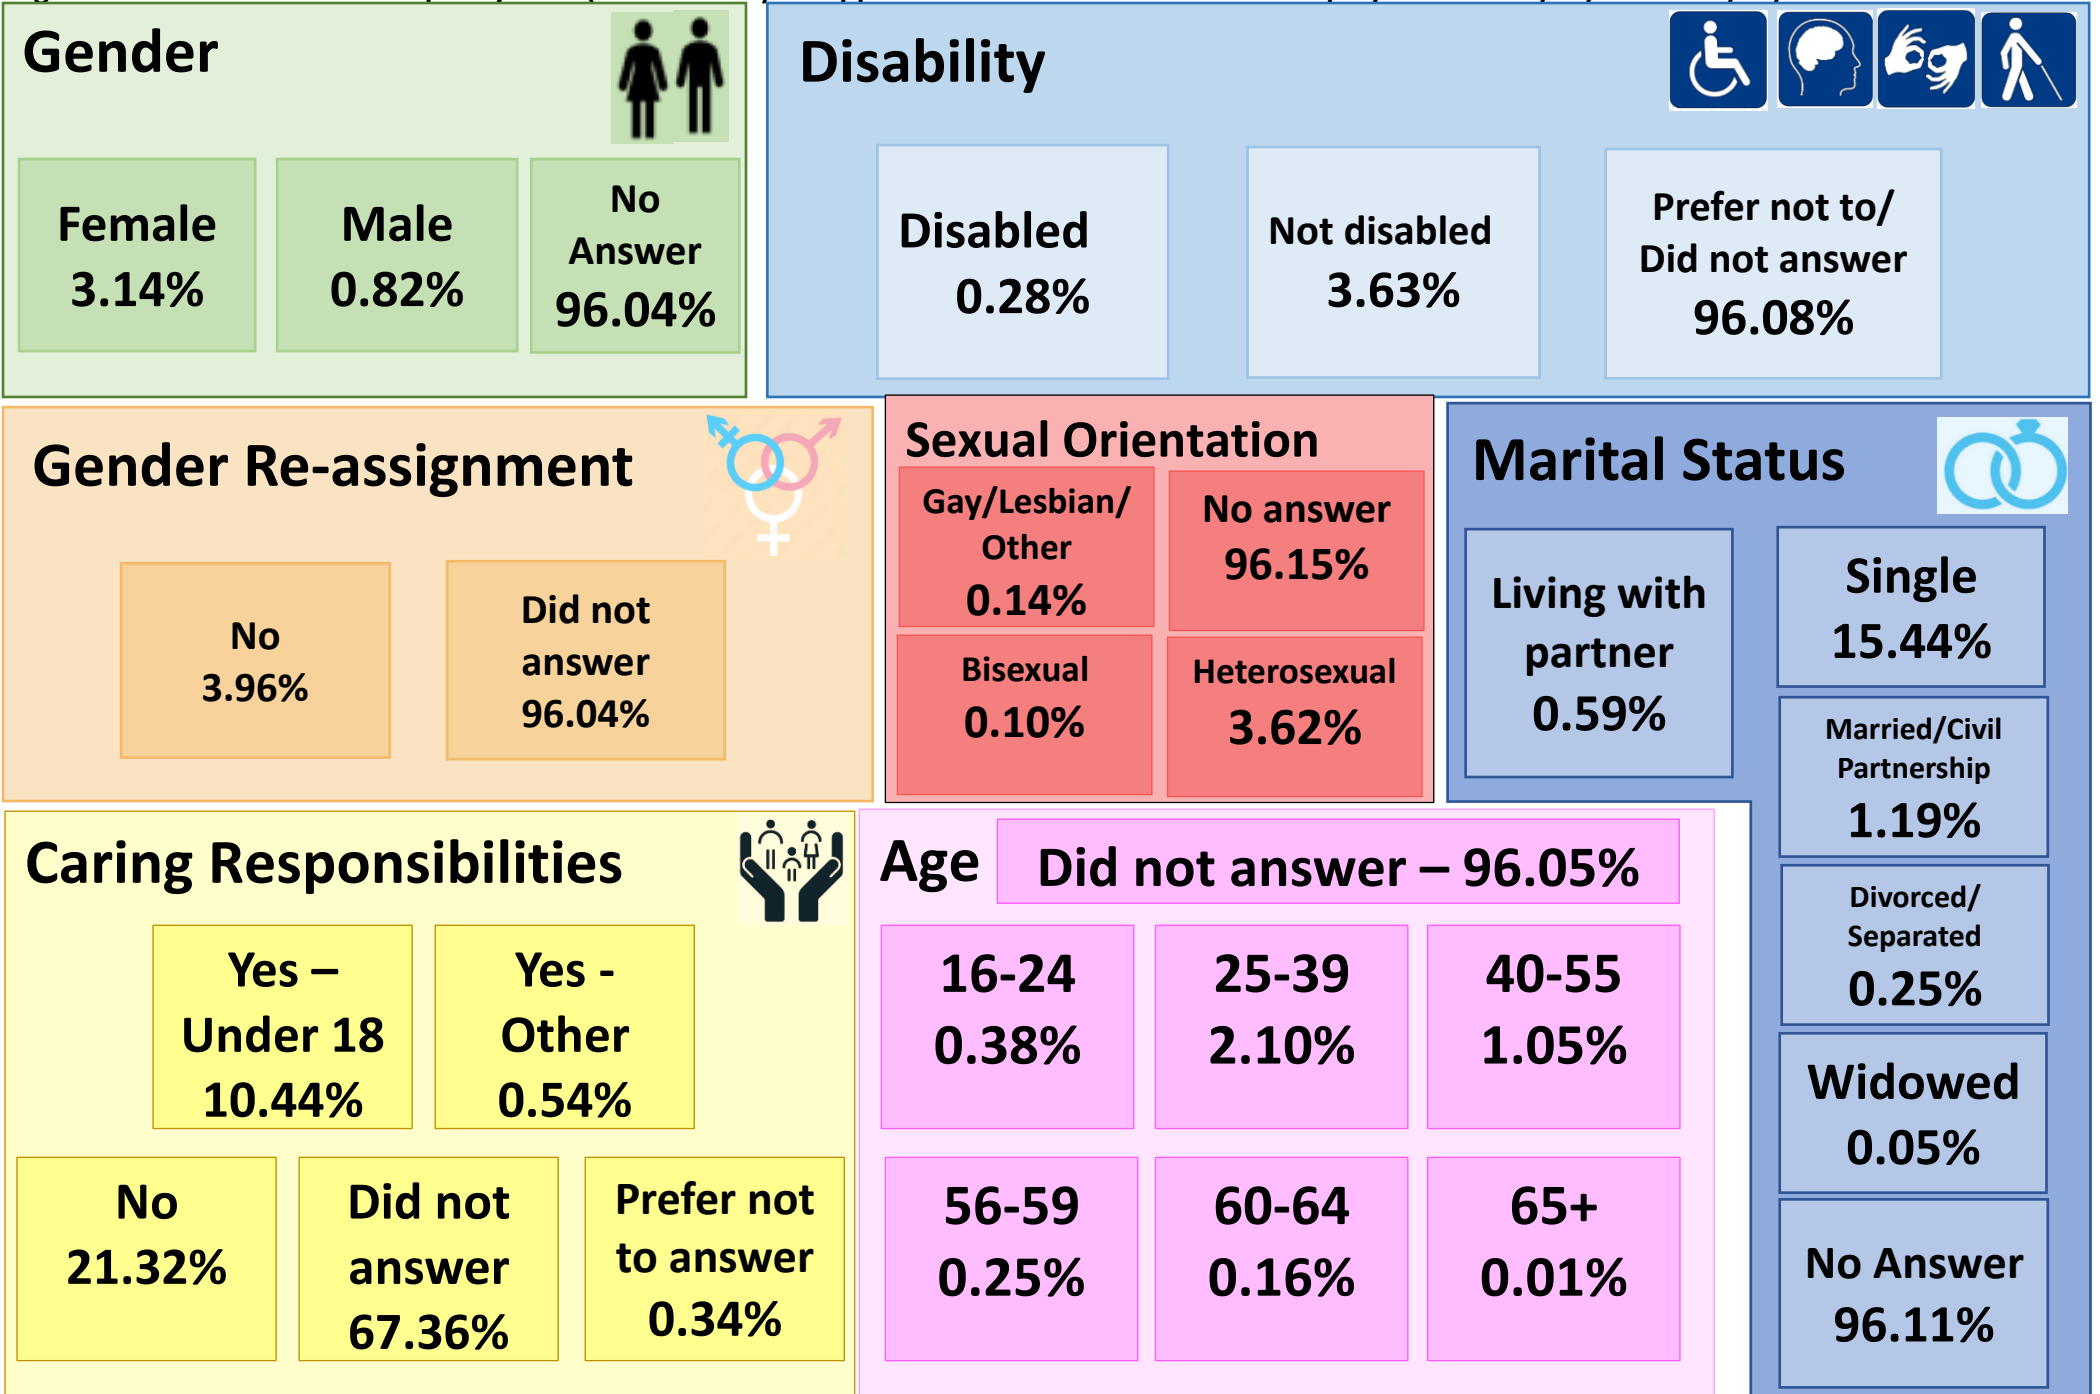 Gender
Female
3.14%
Male
0.82%
No
Answer
96.04%
Disability
Disabled
0.28%
Not disabled
3.63%
Prefer not to/
Did not answer
96.08%
Gender Re-assignment
No
3.96%
Did not
answer
96.04%
Sexual Orientation
Gay/Lesbian/
Other
0.14%
No answer
96.15%
Bisexual
0.10%
Heterosexual
3.62%
Marital Status
Living with
partner
0.59%
Single
15.44%
Married/Civil
Partnership
1.19%
Divorced/
Separated
0.25%
Widowed
0.05%
No Answer
96.11%
Caring Responsibilities
Yes –
Under 18
10.44%
Yes -
Other
0.54%
No
21.32%
Did not
answer
67.36%
Prefer not
to answer
0.34%
Age
Did not answer – 96.05%
16-24
0.38%
25-39
2.10%
40-55
1.05%
56-59
0.25%
60-64
0.16%
65+
0.01%